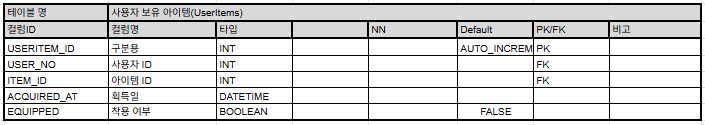 테이블 명 사용자 보유 아이템(UserItems)
컬럼ID 컬럼명 타입 NN Default PK/FK 비고
USERITEM_ID 구분용 INT AUTO_INCREM PK
USER_NO 사용자 ID INT FK
ITEM_ID 아이템 ID INT FK
ACQUIRED_AT 획득일 DATETIME
EQUIPPED 착용 여부 BOOLEAN FALSE